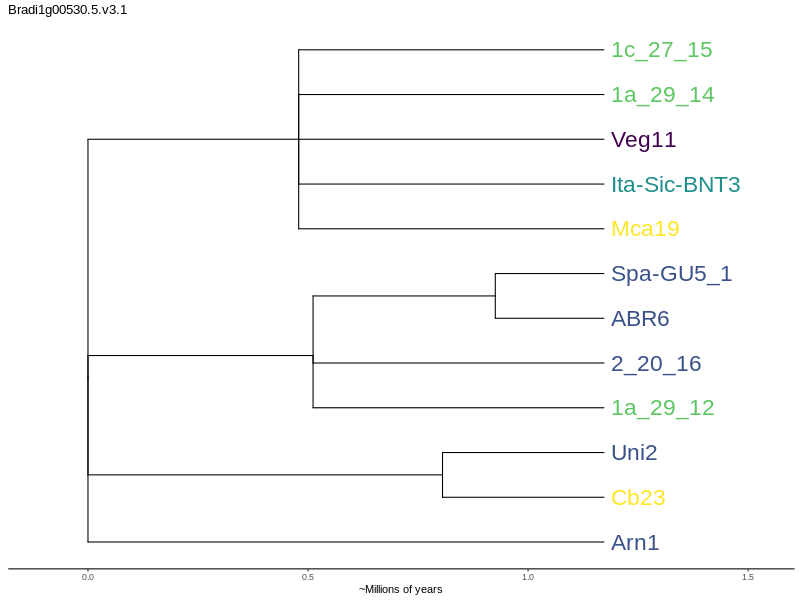 Bradi1g00530.5.v3.1
1c_27_15
1a_29_14
Veg11
Ita-Sic-BNT3
Mca19
Spa-GU5_1
ABR6
2_20_16
1a_29_12
Uni2
Cb23
Arn1
0.0 0.5 1.0 1.5
~Millions of years